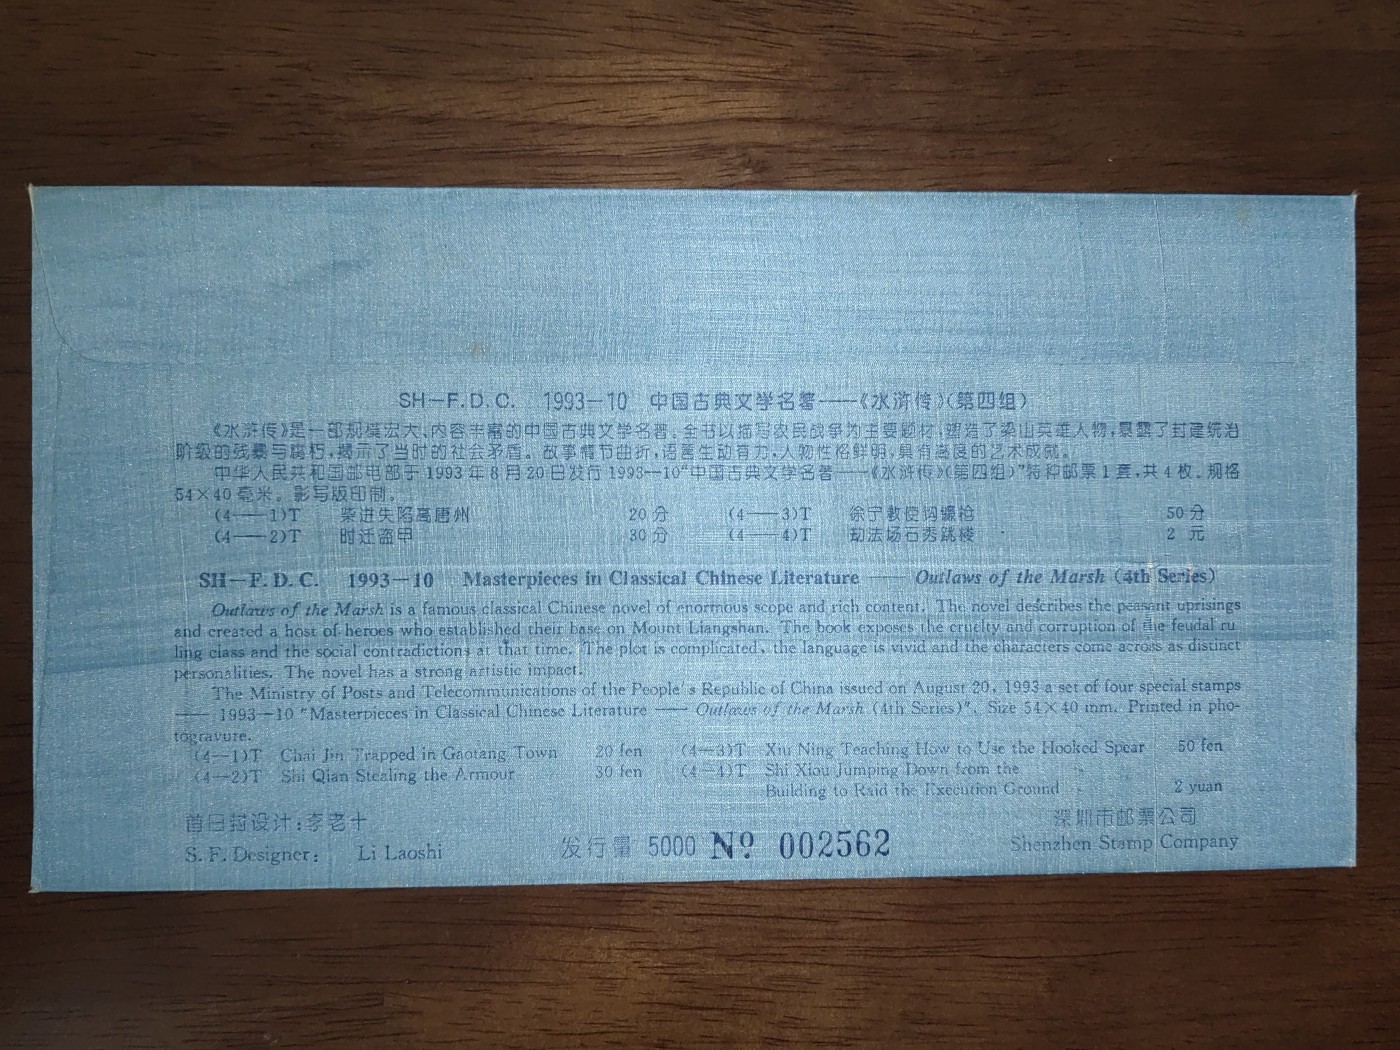 SH—F. D. C. 1993—10 中国古典文学名著——《水浒传》(第四组)
《水浒传》是一部规模宏大、内容丰富的中国古典文学名著。全书以描写农民战争为主要题材,塑造了梁山英雄人物,暴露了封建统治
阶级的残暴与腐朽,揭示了当时的社会矛盾。故事情节曲折,语言生动有力,人物性格鲜明,具有高度的艺术成就。
中华人民共和国邮电部于 1993 年 8 月 20 日发行 1993—10“中国古典文学名著——《水浒传》(第四组)”特种邮票 1 套,共 4 枚。规格
54×40 毫米。影写版印制。
(4——1)T 柴进失陷高唐州 20 分 (4——3)T 徐宁教使钩镰枪 50 分
(4——2)T 时迁盗甲 30 分 (4——4)T 劫法场石秀跳楼 2 元
SH—F. D. C. 1993—10 Masterpieces in Classical Chinese Literature —— Outlaws of the Marsh (4th Series)
Outlaws of the Marsh is a famous classical Chinese novel of enormous scope and rich content. The novel describes the peasant uprisings
and created a host of heroes who established their base on Mount Liangshan. The book exposes the cruelty and corruption of the feudal ru
ling class and the social contradictions at that time. The plot is complicated, the language is vivid and the characters come across as distinct
personalities. The novel has a strong artistic impact.
The Ministry of Posts and Telecommunications of the People's Republic of China issued on August 20, 1993 a set of four special stamps
—— 1993—10 "Masterpieces in Classical Chinese Literature —— Outlaws of the Marsh (4th Series)". Size 54×40 mm. Printed in pho-
togravure.
(4—1)T Chai Jin Trapped in Gaotang Town 20 fen (4—3)T Xiu Ning Teaching How to Use the Hooked Spear 50 fen
(4—2)T Shi Qian Stealing the Armour 30 fen (4—4)T Shi Xiou Jumping Down from the
Building to Raid the Execution Ground 2 yuan
首日封设计:李老十 深圳市邮票公司
S. F. Designer: Li Laoshi 发行量 5000 Nº 002562 Shenzhen Stamp Company